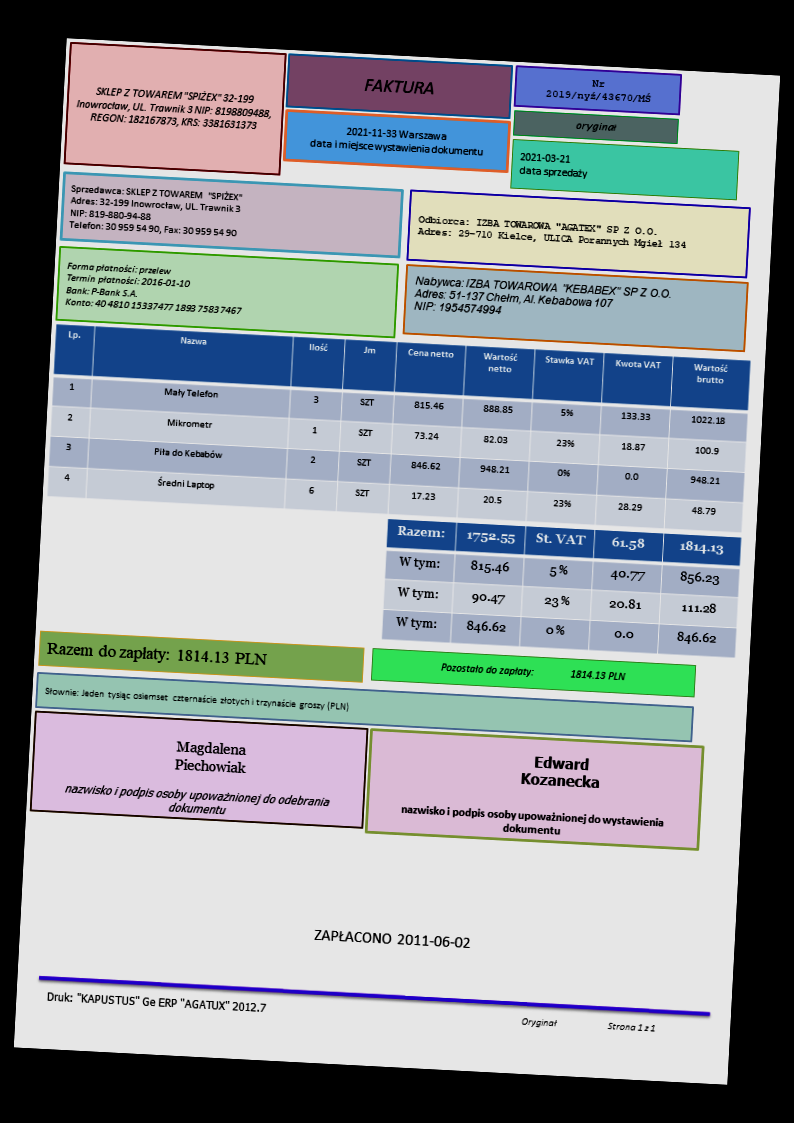 SKLEP Z TOWAREM "SPIŻEX" 32-199
Inowrocław, UL. Trawnik 3 NIP: 8198809488,
REGON: 182167873, KRS: 3381631373
FAKTURA
2021-11-33 Warszawa
data i miejsce wystawienia dokumentu
Nr
2019/nyś/43670/MŚ
oryginał
2021-03-21
data sprzedaży
Sprzedawca: SKLEP Z TOWAREM "SPIŻEX"
Adres: 32-199 Inowrocław, UL. Trawnik 3
NIP: 819-880-94-88
Telefon: 30 959 54 90, Fax: 30 959 54 90
Odbiorca: IZBA TOWAROWA "AGATEX" SP Z O.O.
Adres: 29-710 Kielce, ULICA Porannych Mgieł 134
Forma płatności: przelew
Termin płatności: 2016-01-10
Bank: P-Bank S.A.
Konto: 40 4810 15337477 1893 7583 7467
Nabywca: IZBA TOWAROWA "KEBABEX" SP Z O.O.
Adres: 51-137 Chełm, Al. Kebabowa 107
NIP: 1954574994
Lp. Nazwa Ilość Jm Cena netto Wartość netto Stawka VAT Kwota VAT Wartość brutto
1 Mały Telefon 3 SZT 815.46 888.85 5% 133.33 1022.18
2 Mikrometr 1 SZT 73.24 82.03 23% 18.87 100.9
3 Piła do Kebabów 2 SZT 846.62 948.21 0% 0.0 948.21
4 Średni Laptop 6 SZT 17.23 20.5 23% 28.29 48.79
Razem: 1752.55 St. VAT 61.58 1814.13
W tym: 815.46 5% 40.77 856.23
W tym: 90.47 23% 20.81 111.28
W tym: 846.62 0% 0.0 846.62
Razem do zapłaty: 1814.13 PLN
Pozostało do zapłaty: 1814.13 PLN
Słownie: Jeden tysiąc osiemset czternaście złotych i trzynaście groszy (PLN)
Magdalena
Piechowiak
nazwisko i podpis osoby upoważnionej do odebrania
dokumentu
Edward
Kozanecka
nazwisko i podpis osoby upoważnionej do wystawienia
dokumentu
ZAPŁACONO 2011-06-02
Druk: "KAPUSTUS" Ge ERP "AGATUX" 2012.7
Oryginał
Strona 1 z 1